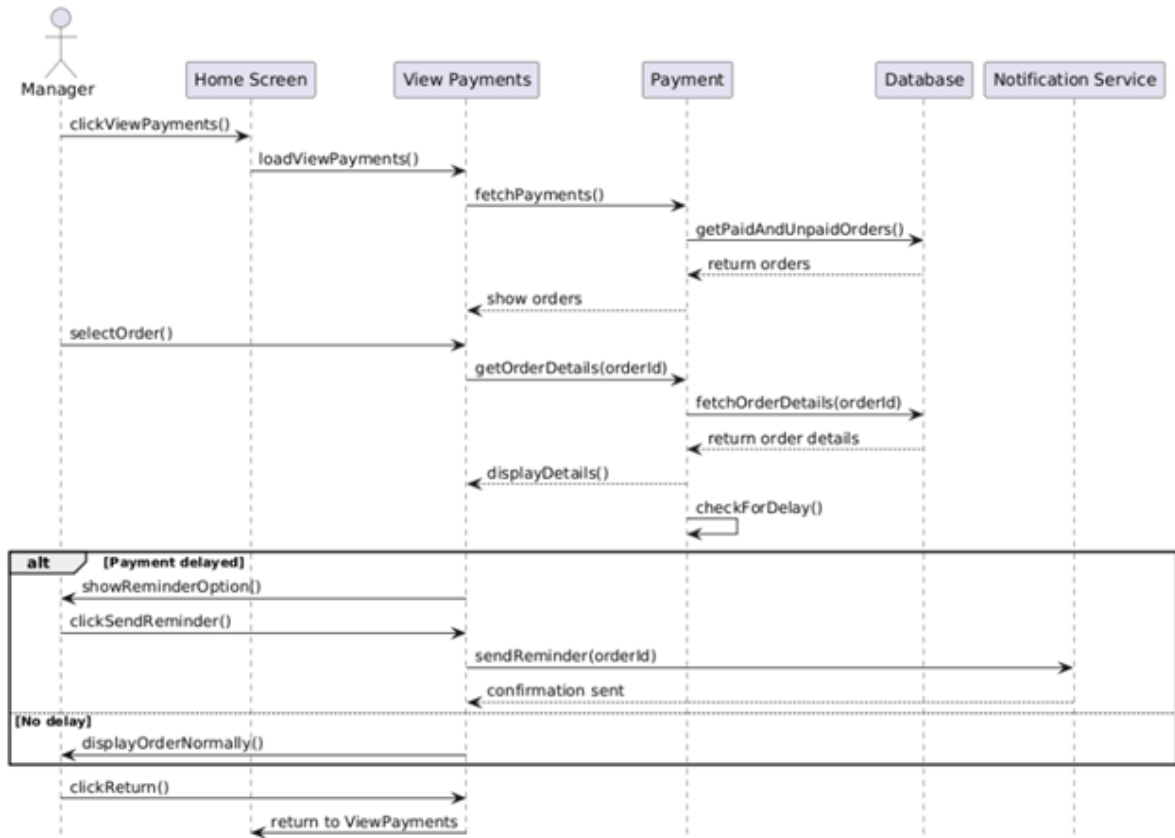 Manager
Home Screen
View Payments
Payment
Database
Notification Service
clickViewPayments()
loadViewPayments()
fetchPayments()
getPaidAndUnpaidOrders()
return orders
show orders
selectOrder()
getOrderDetails(orderId)
fetchOrderDetails(orderId)
return order details
displayDetails()
checkForDelay()
alt [Payment delayed]
showReminderOption()
clickSendReminder()
sendReminder(orderId)
confirmation sent
[No delay]
displayOrderNormally()
clickReturn()
return to ViewPayments